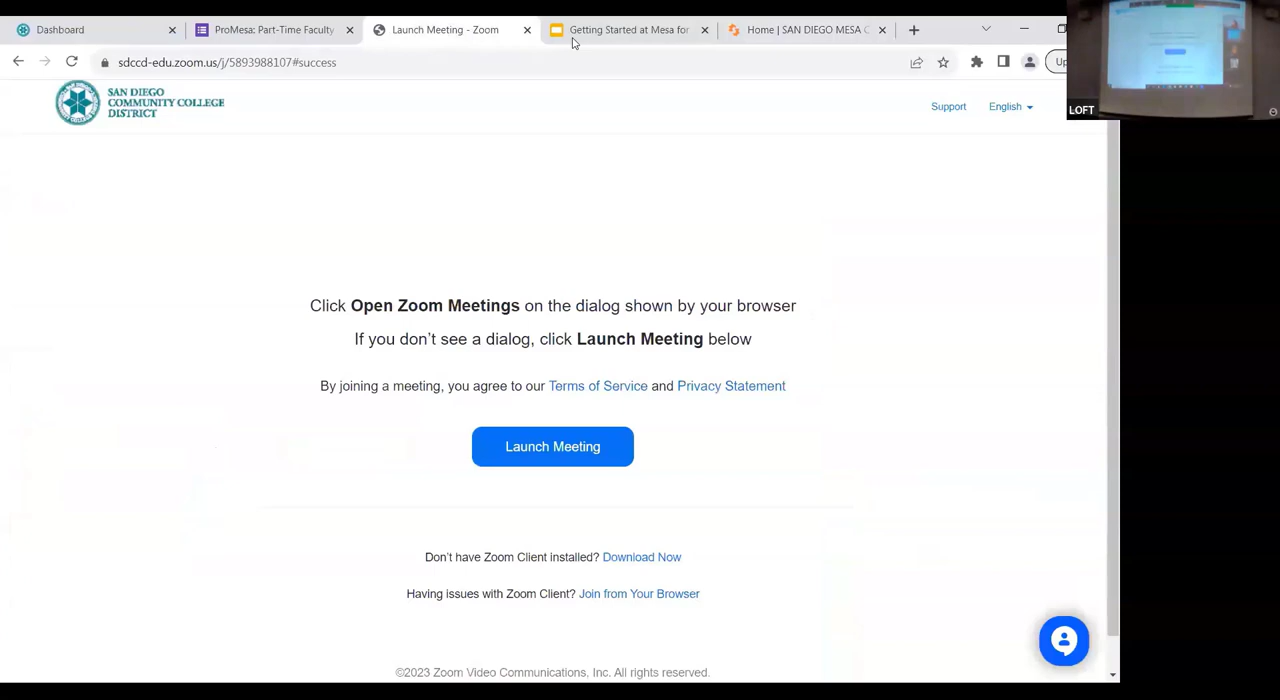 Dashboard
ProMesa: Part-Time Faculty
Launch Meeting - Zoom
Getting Started at Mesa for
Home | SAN DIEGO MESA C
sdccd-edu.zoom.us/j/5893988107#success
Up
LOFT
SAN DIEGO
COMMUNITY COLLEGE
DISTRICT
Support
English
Click Open Zoom Meetings on the dialog shown by your browser
If you don't see a dialog, click Launch Meeting below
By joining a meeting, you agree to our Terms of Service and Privacy Statement
Launch Meeting
Don't have Zoom Client installed? Download Now
Having issues with Zoom Client? Join from Your Browser
©2023 Zoom Video Communications, Inc. All rights reserved.